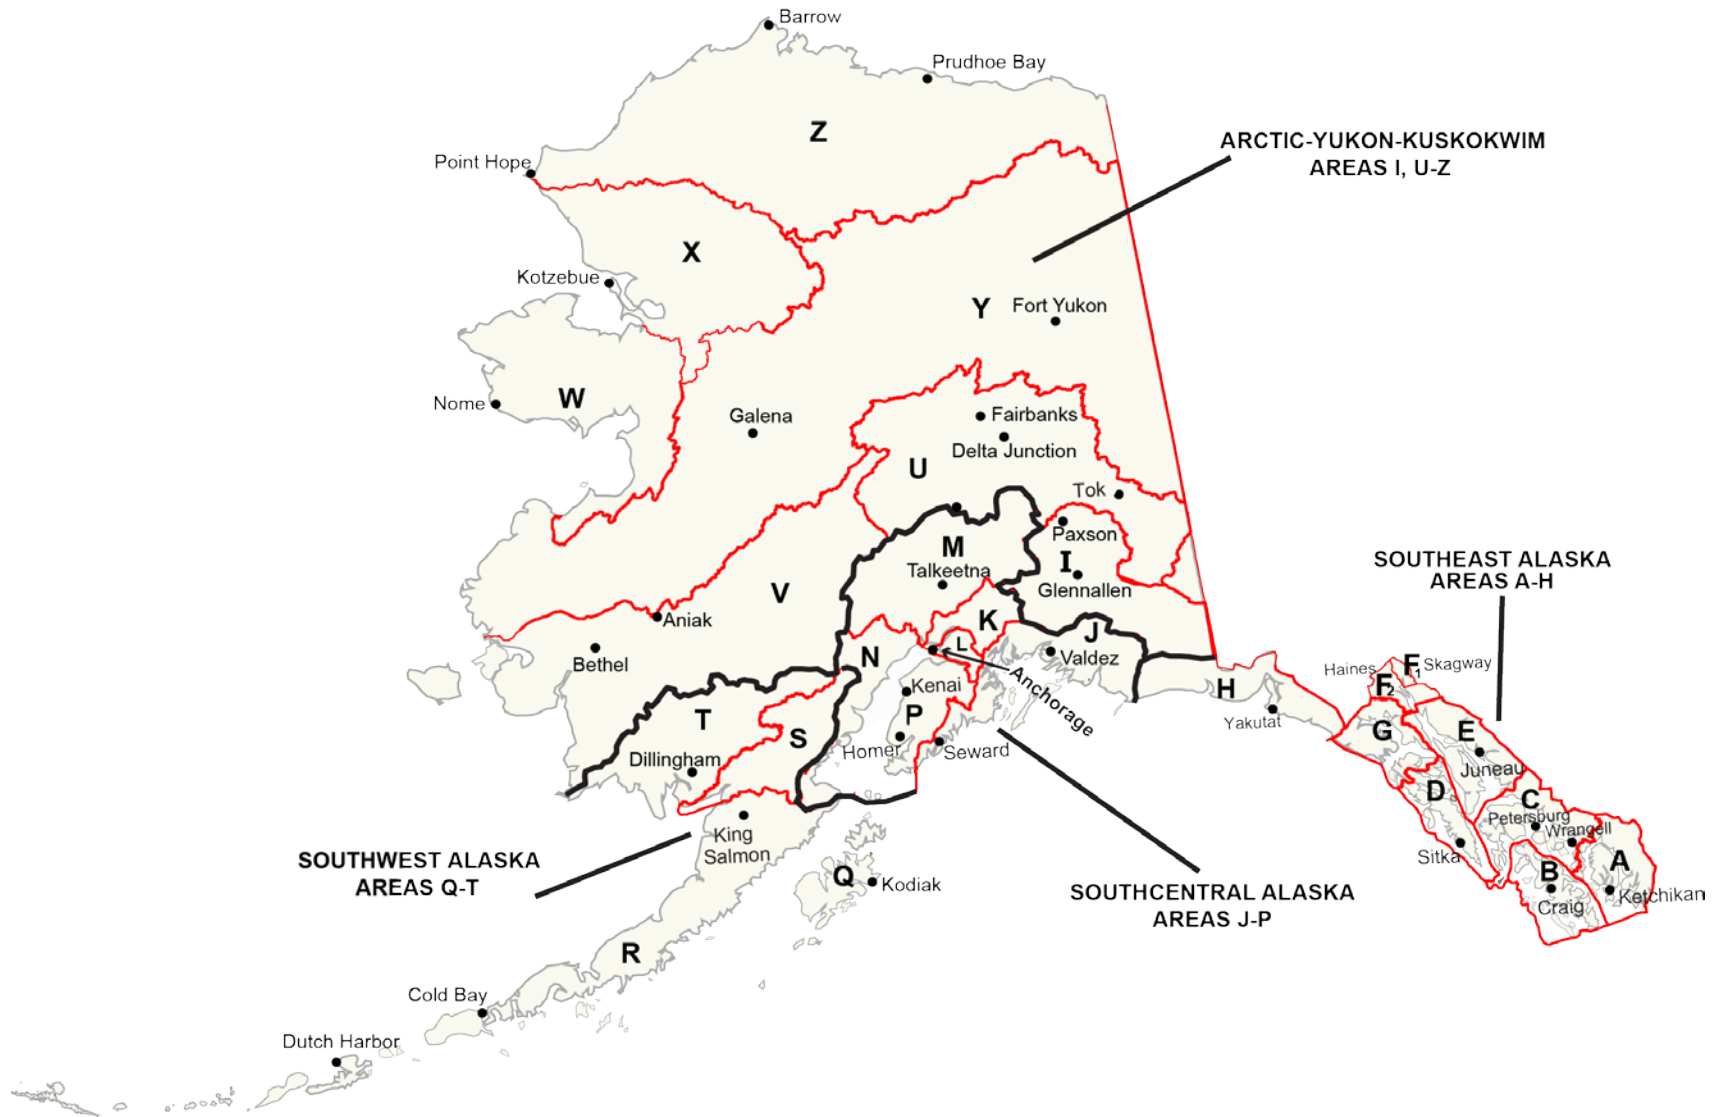 Barrow
Prudhoe Bay
Z
ARCTIC-YUKON-KUSKOKWIM
AREAS I, U-Z
Point Hope
X
Kotzebue
Y
Fort Yukon
W
Nome
Galena
Fairbanks
Delta Junction
U
Tok
Paxson
M
I
Talkeetna
Glennallen
SOUTHEAST ALASKA
AREAS A-H
V
Aniak
K
J
L
Valdez
Bethel
N
Anchorage
Haines
F1
Skagway
F2
Kenai
H
Yakutat
T
P
S
Homer
Seward
G
E
Juneau
Dillingham
D
C
Petersburg
Wrangell
King
Salmon
Sitka
A
B
Ketchikan
Craig
SOUTHWEST ALASKA
AREAS Q-T
Q
Kodiak
SOUTHCENTRAL ALASKA
AREAS J-P
R
Cold Bay
Dutch Harbor